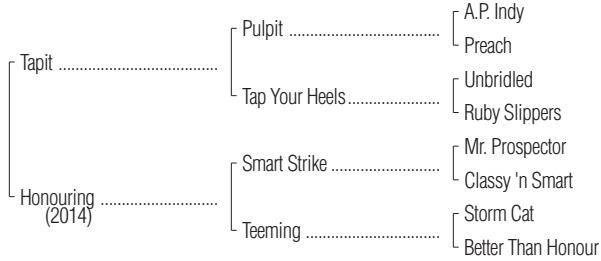 A.P. Indy
Pulpit ..............................
Preach
Tapit ..................................
Unbridled
Tap Your Heels ....................
Ruby Slippers
Mr. Prospector
Smart Strike .......................
Classy 'n Smart
Honouring .........................
(2014)
Storm Cat
Teeming .............................
Better Than Honour